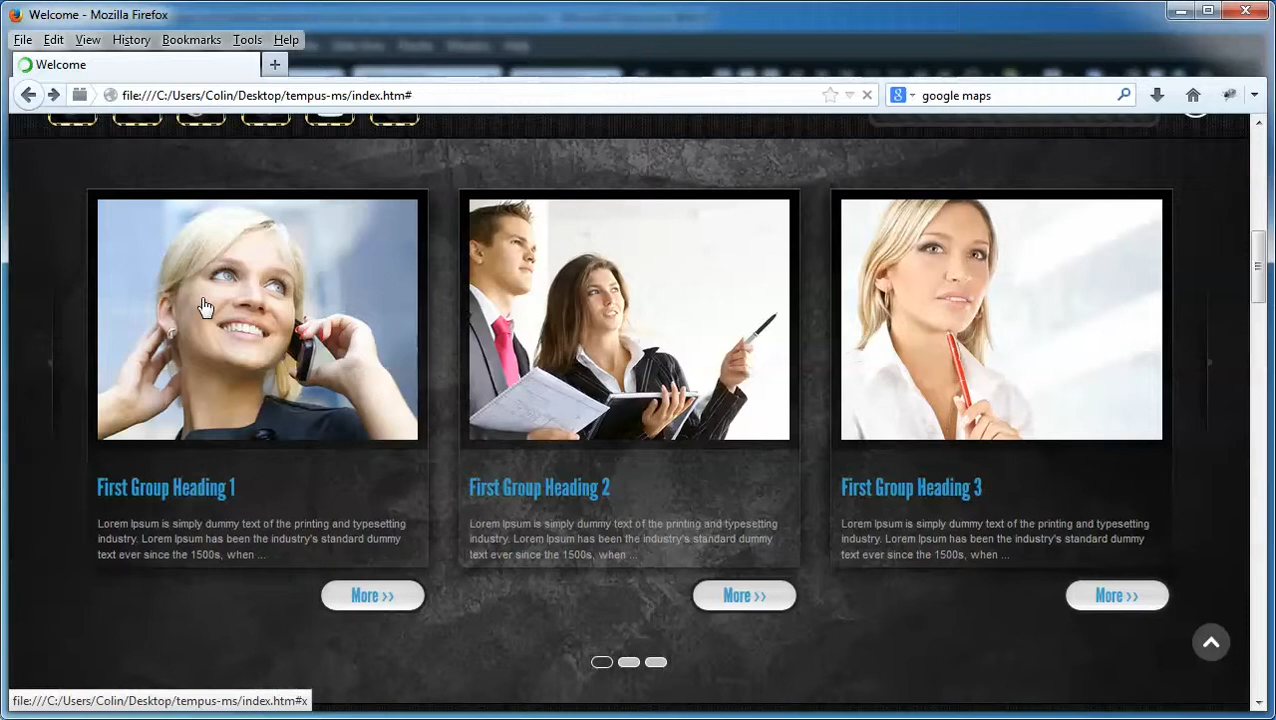 Welcome - Mozilla Firefox
File Edit View History Bookmarks Tools Help
Welcome
file:///C:/Users/Colin/Desktop/tempus-ms/index.htm#
google maps
First Group Heading 1
Lorem Ipsum is simply dummy text of the printing and typesetting
industry. Lorem Ipsum has been the industry's standard dummy
text ever since the 1500s, when ...
More >>
First Group Heading 2
Lorem Ipsum is simply dummy text of the printing and typesetting
industry. Lorem Ipsum has been the industry's standard dummy
text ever since the 1500s, when ...
More >>
First Group Heading 3
Lorem Ipsum is simply dummy text of the printing and typesetting
industry. Lorem Ipsum has been the industry's standard dummy
text ever since the 1500s, when ...
More >>
file:///C:/Users/Colin/Desktop/tempus-ms/index.htm#x